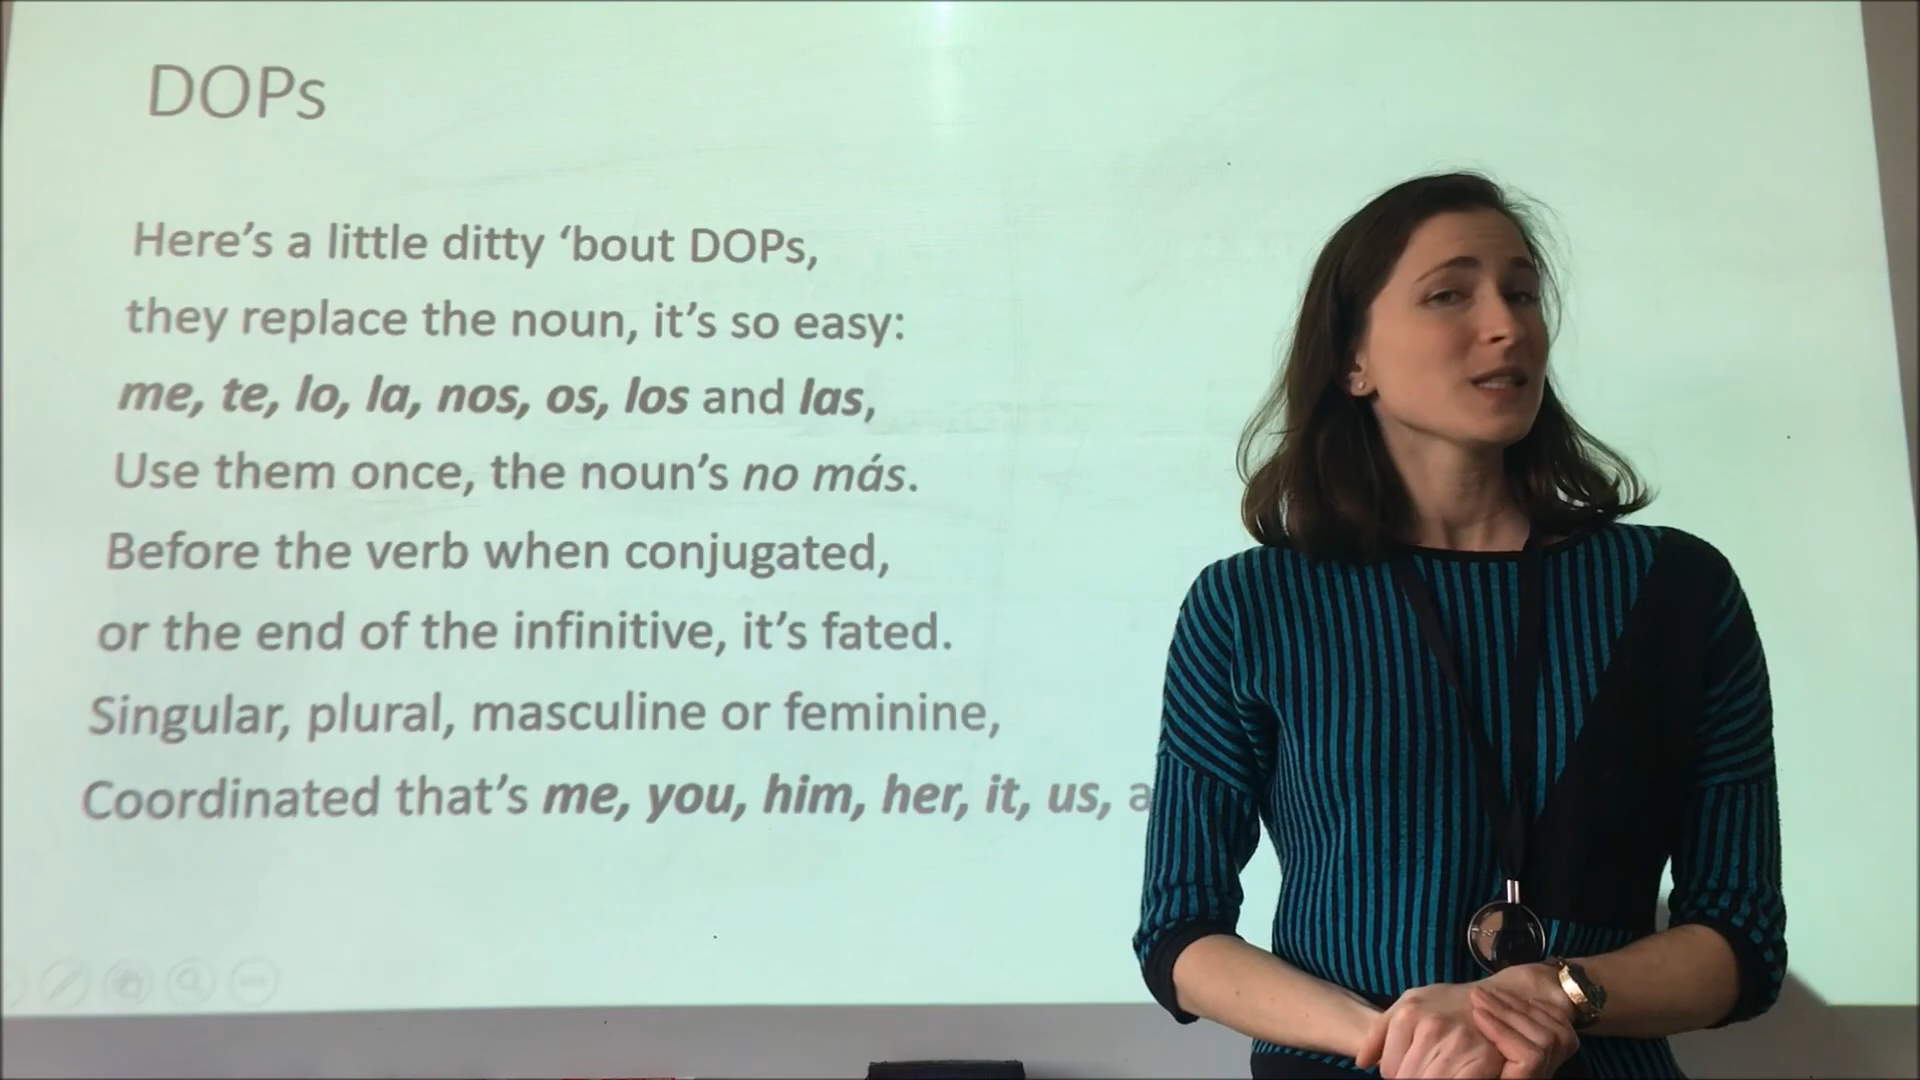 DOPs
Here's a little ditty ‘bout DOPs,
they replace the noun, it's so easy:
me, te, lo, la, nos, os, los and las,
Use them once, the noun's no más.
Before the verb when conjugated,
or the end of the infinitive, it's fated.
Singular, plural, masculine or feminine,
Coordinated that's me, you, him, her, it, us,